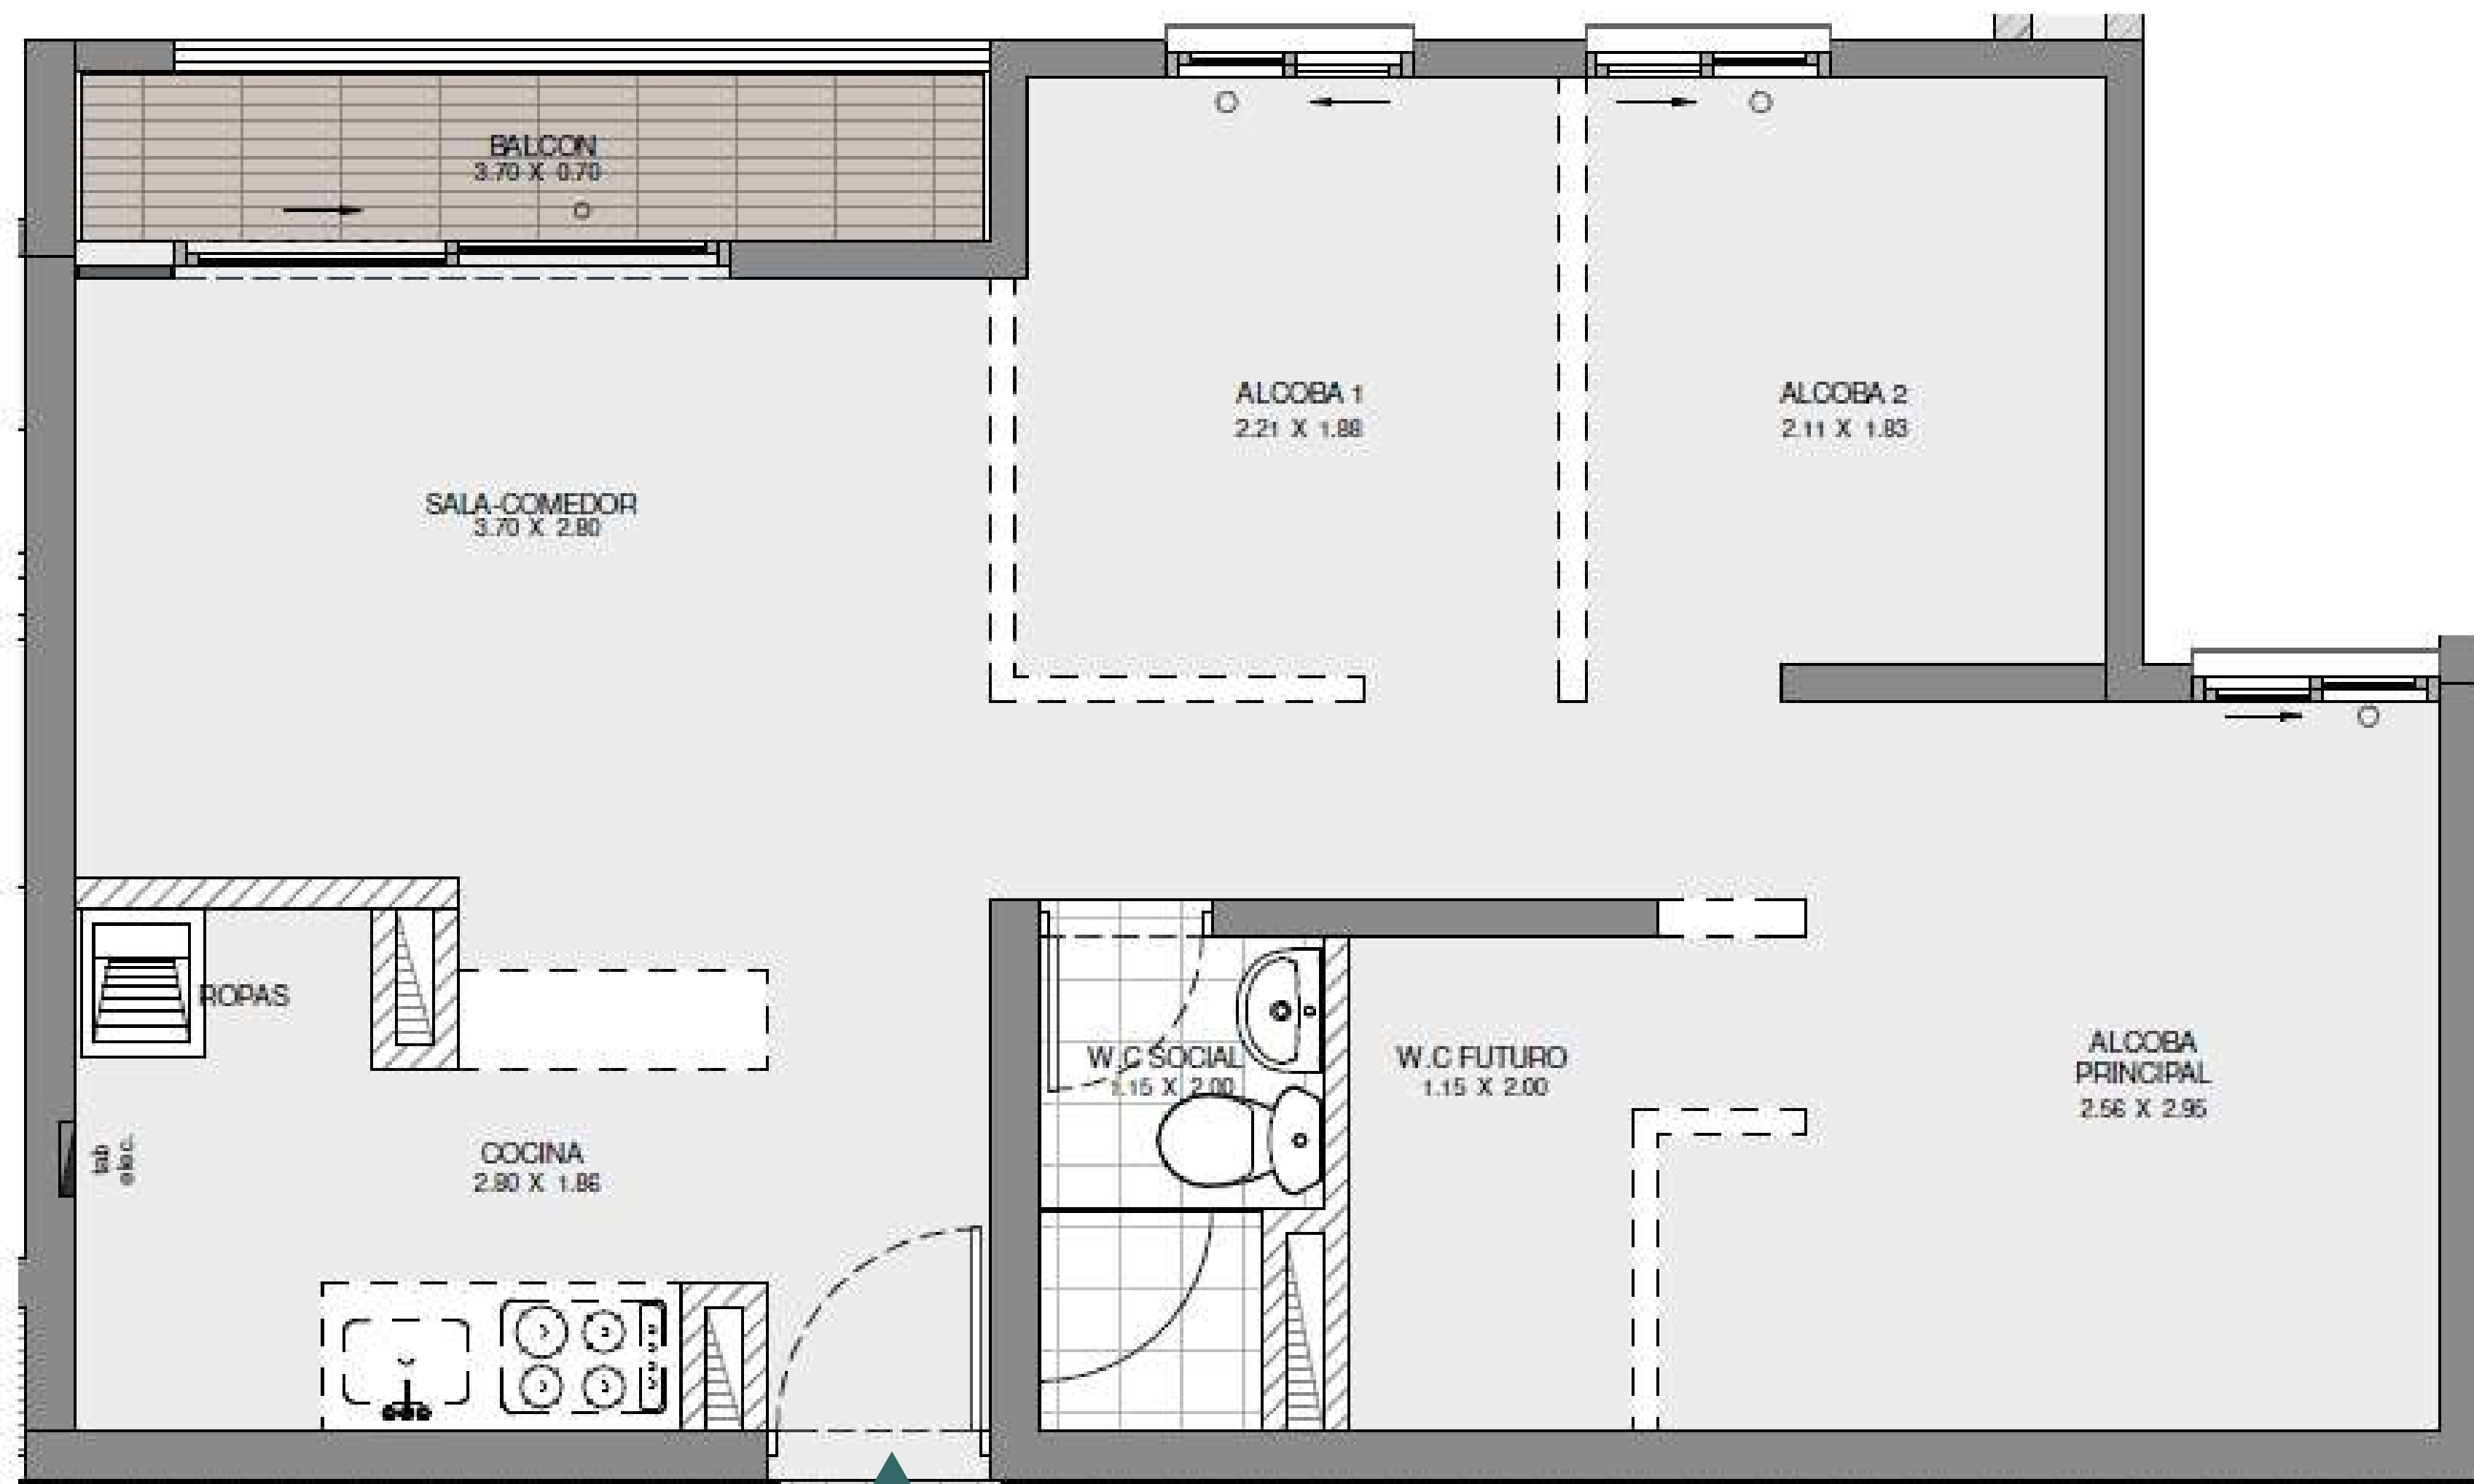 BALCON
3.70 X 0.70
ALCOBA 1
2.21 X 1.88
ALCOBA 2
2.11 X 1.83
SALA-COMEDOR
3.70 X 2.80
ROPAS
W.C SOCIAL
1.15 X 2.00
W.C FUTURO
1.15 X 2.00
ALCOBA
PRINCIPAL
2.56 X 2.95
tab
elec.
COCINA
2.80 X 1.86